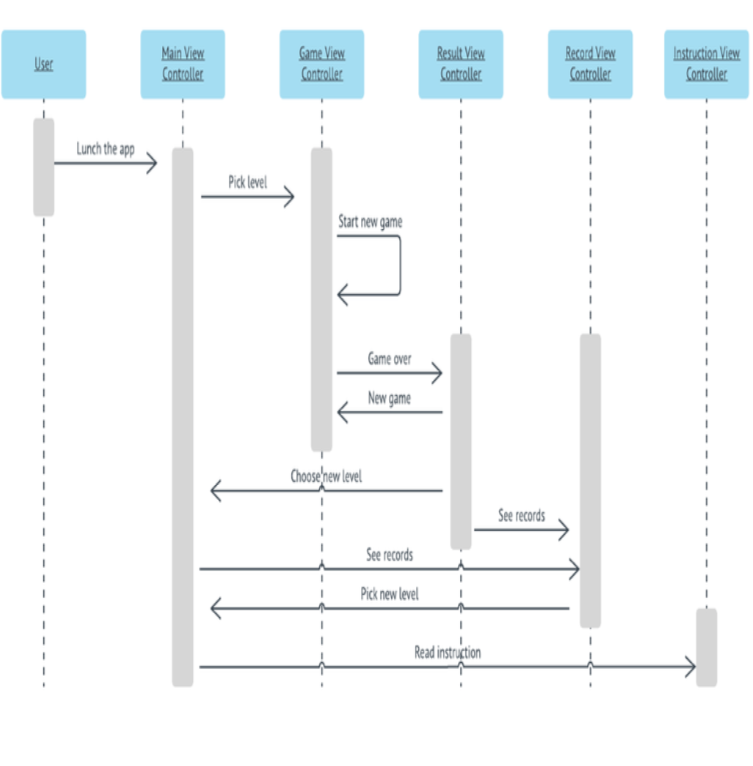 User
Main View
Controller
Game View
Controller
Result View
Controller
Record View
Controller
Instruction View
Controller
Lunch the app
Pick level
Start new game
Game over
New game
Choose new level
See records
See records
Pick new level
Read instruction